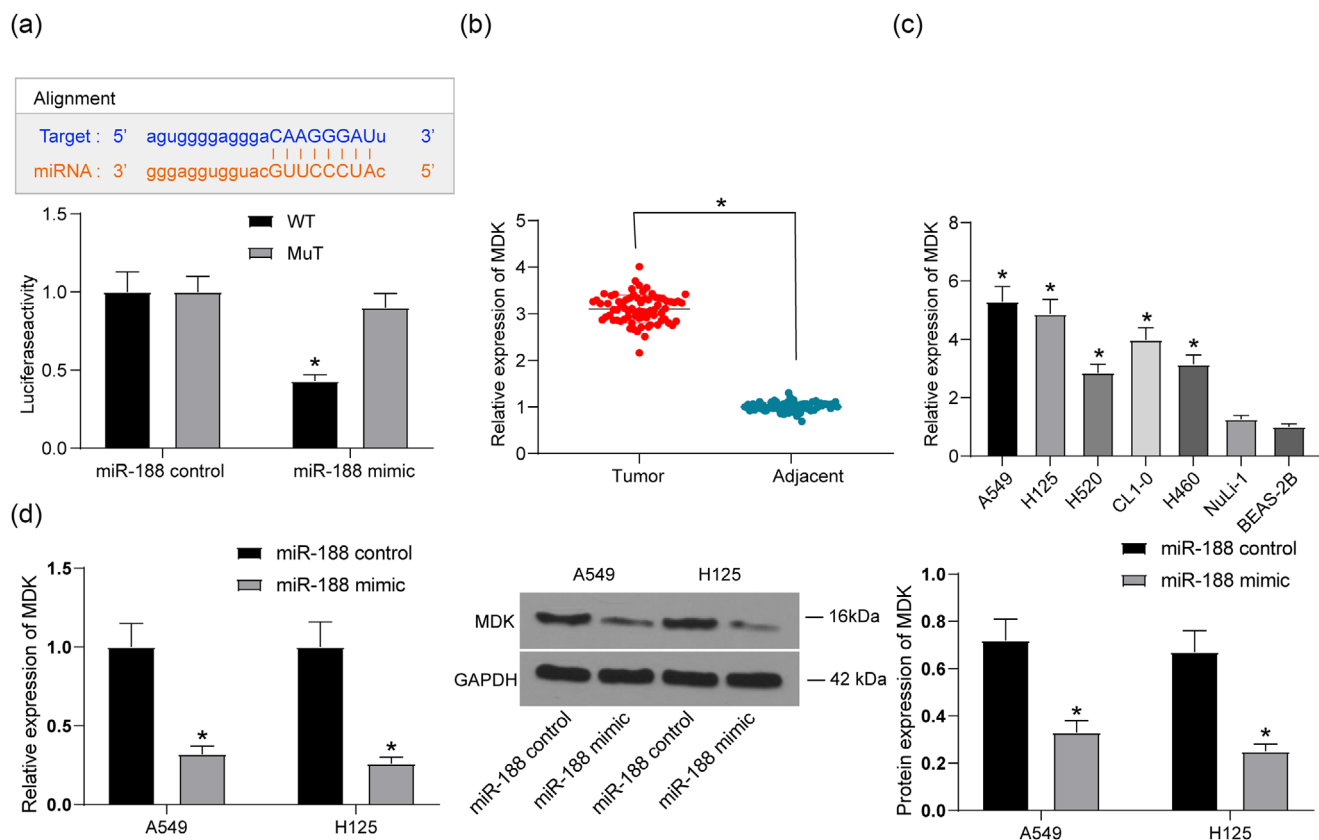 (a)
Alignment
Target : 5’ aguggggagggaCAAGGGAUu 3’
miRNA : 3’ gggaggugguacGUUCCCUAc 5’
WT
MuT
Luciferaseactivity
1.5
1.0
0.5
0.0
*
miR-188 control
miR-188 mimic
(b)
*
Relative expression of MDK
5
4
3
2
1
0
Tumor
Adjacent
(c)
Relative expression of MDK
8
6
4
2
0
*
*
*
*
*
A549
H125
H520
CL1-0
H460
NuLi-1
BEAS-2B
(d)
miR-188 control
miR-188 mimic
Relative expression of MDK
1.5
1.0
0.5
0.0
*
*
A549
H125
A549 H125
MDK
16kDa
GAPDH
42 kDa
miR-188 control
miR-188 mimic
miR-188 control
miR-188 mimic
miR-188 control
miR-188 mimic
Protein expression of MDK
1.0
0.8
0.6
0.4
0.2
0.0
*
*
A549
H125